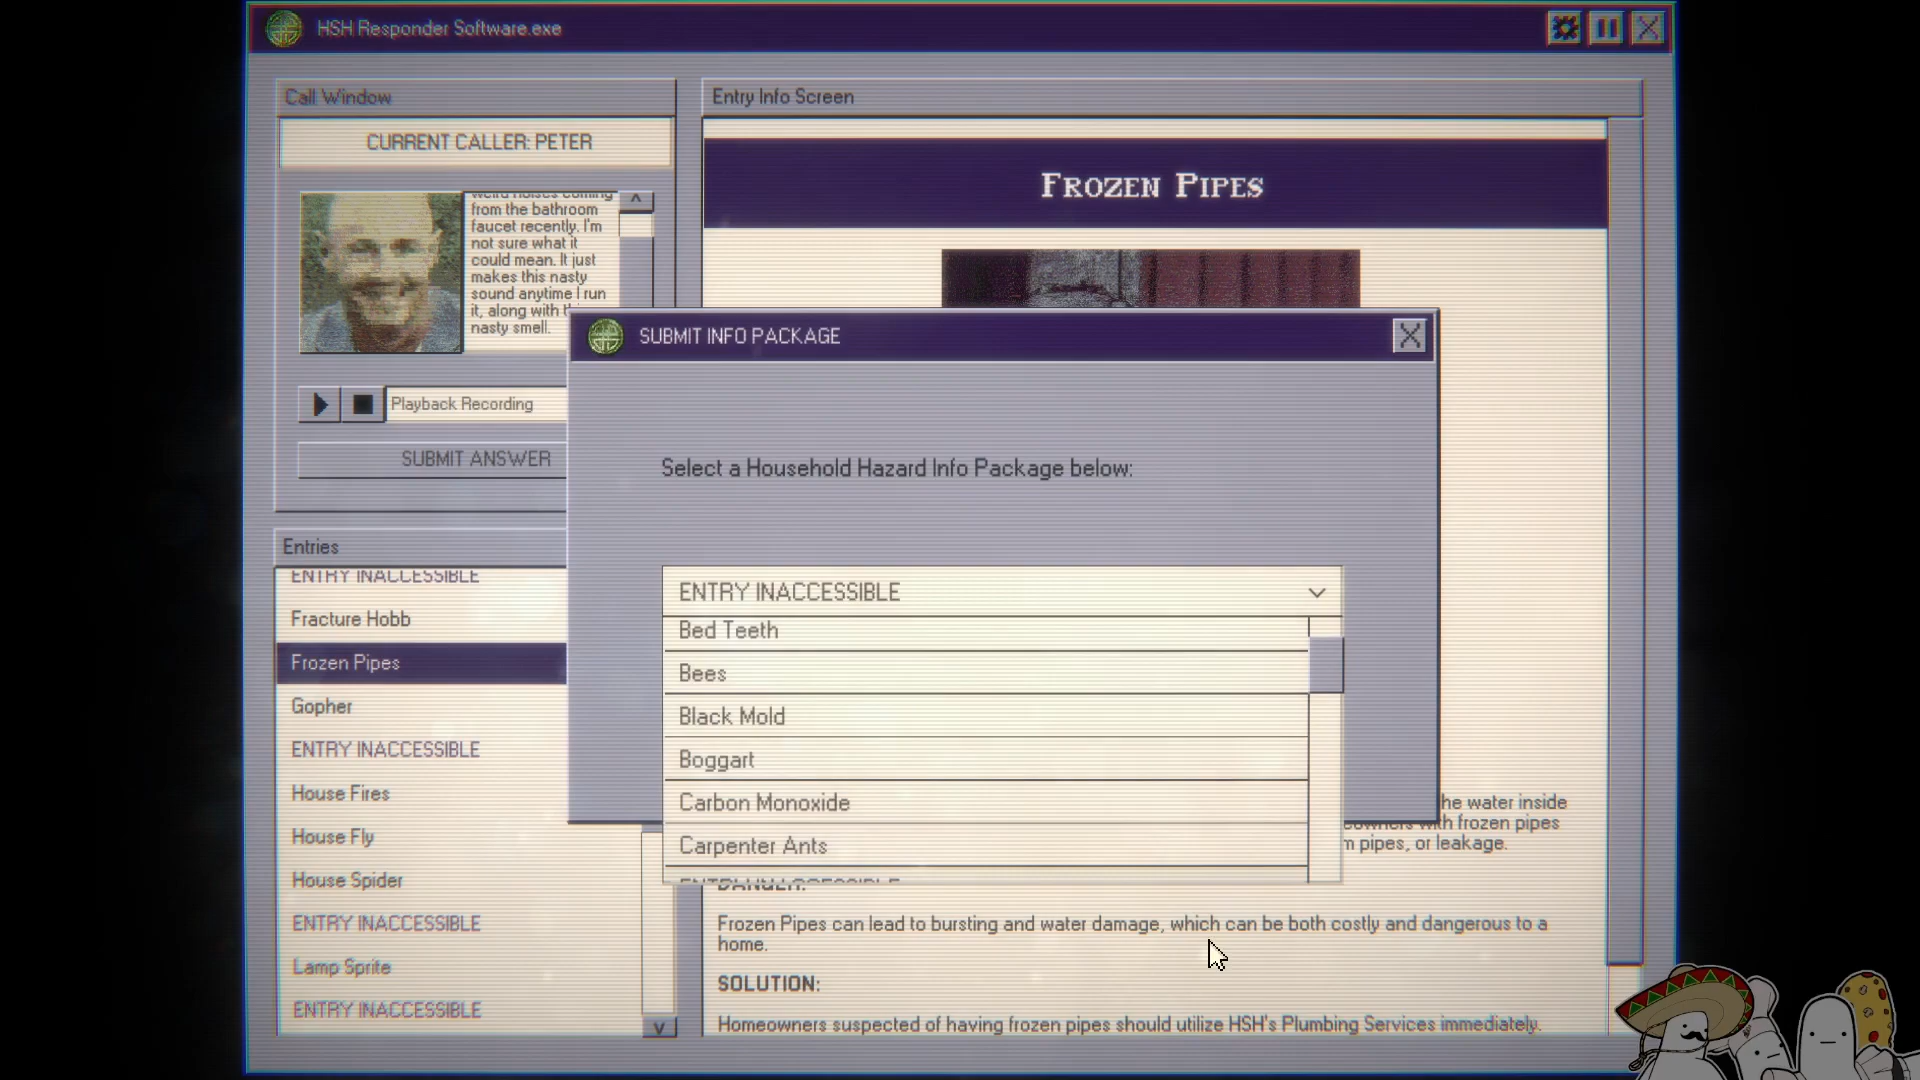 HSH Responder Software.exe
Call Window
CURRENT CALLER: PETER
weird noises coming
from the bathroom
faucet recently. I'm
not sure what it
could mean. It just
makes this nasty
sound anytime I run
it, along with
nasty smell.
Playback Recording
SUBMIT ANSWER
Entries
ENTRY INACCESSIBLE
Fracture Hobb
Frozen Pipes
Gopher
ENTRY INACCESSIBLE
House Fires
House Fly
House Spider
ENTRY INACCESSIBLE
Lamp Sprite
ENTRY INACCESSIBLE
Entry Info Screen
FROZEN PIPES
SUBMIT INFO PACKAGE
Select a Household Hazard Info Package below:
ENTRY INACCESSIBLE
Bed Teeth
Bees
Black Mold
Boggart
Carbon Monoxide
Carpenter Ants
ENTRY ACCESSIBLE
he water inside
with frozen pipes
m pipes, or leakage.
DANGER:
Frozen Pipes can lead to bursting and water damage, which can be both costly and dangerous to a
home.
SOLUTION:
Homeowners suspected of having frozen pipes should utilize HSH's Plumbing Services immediately.